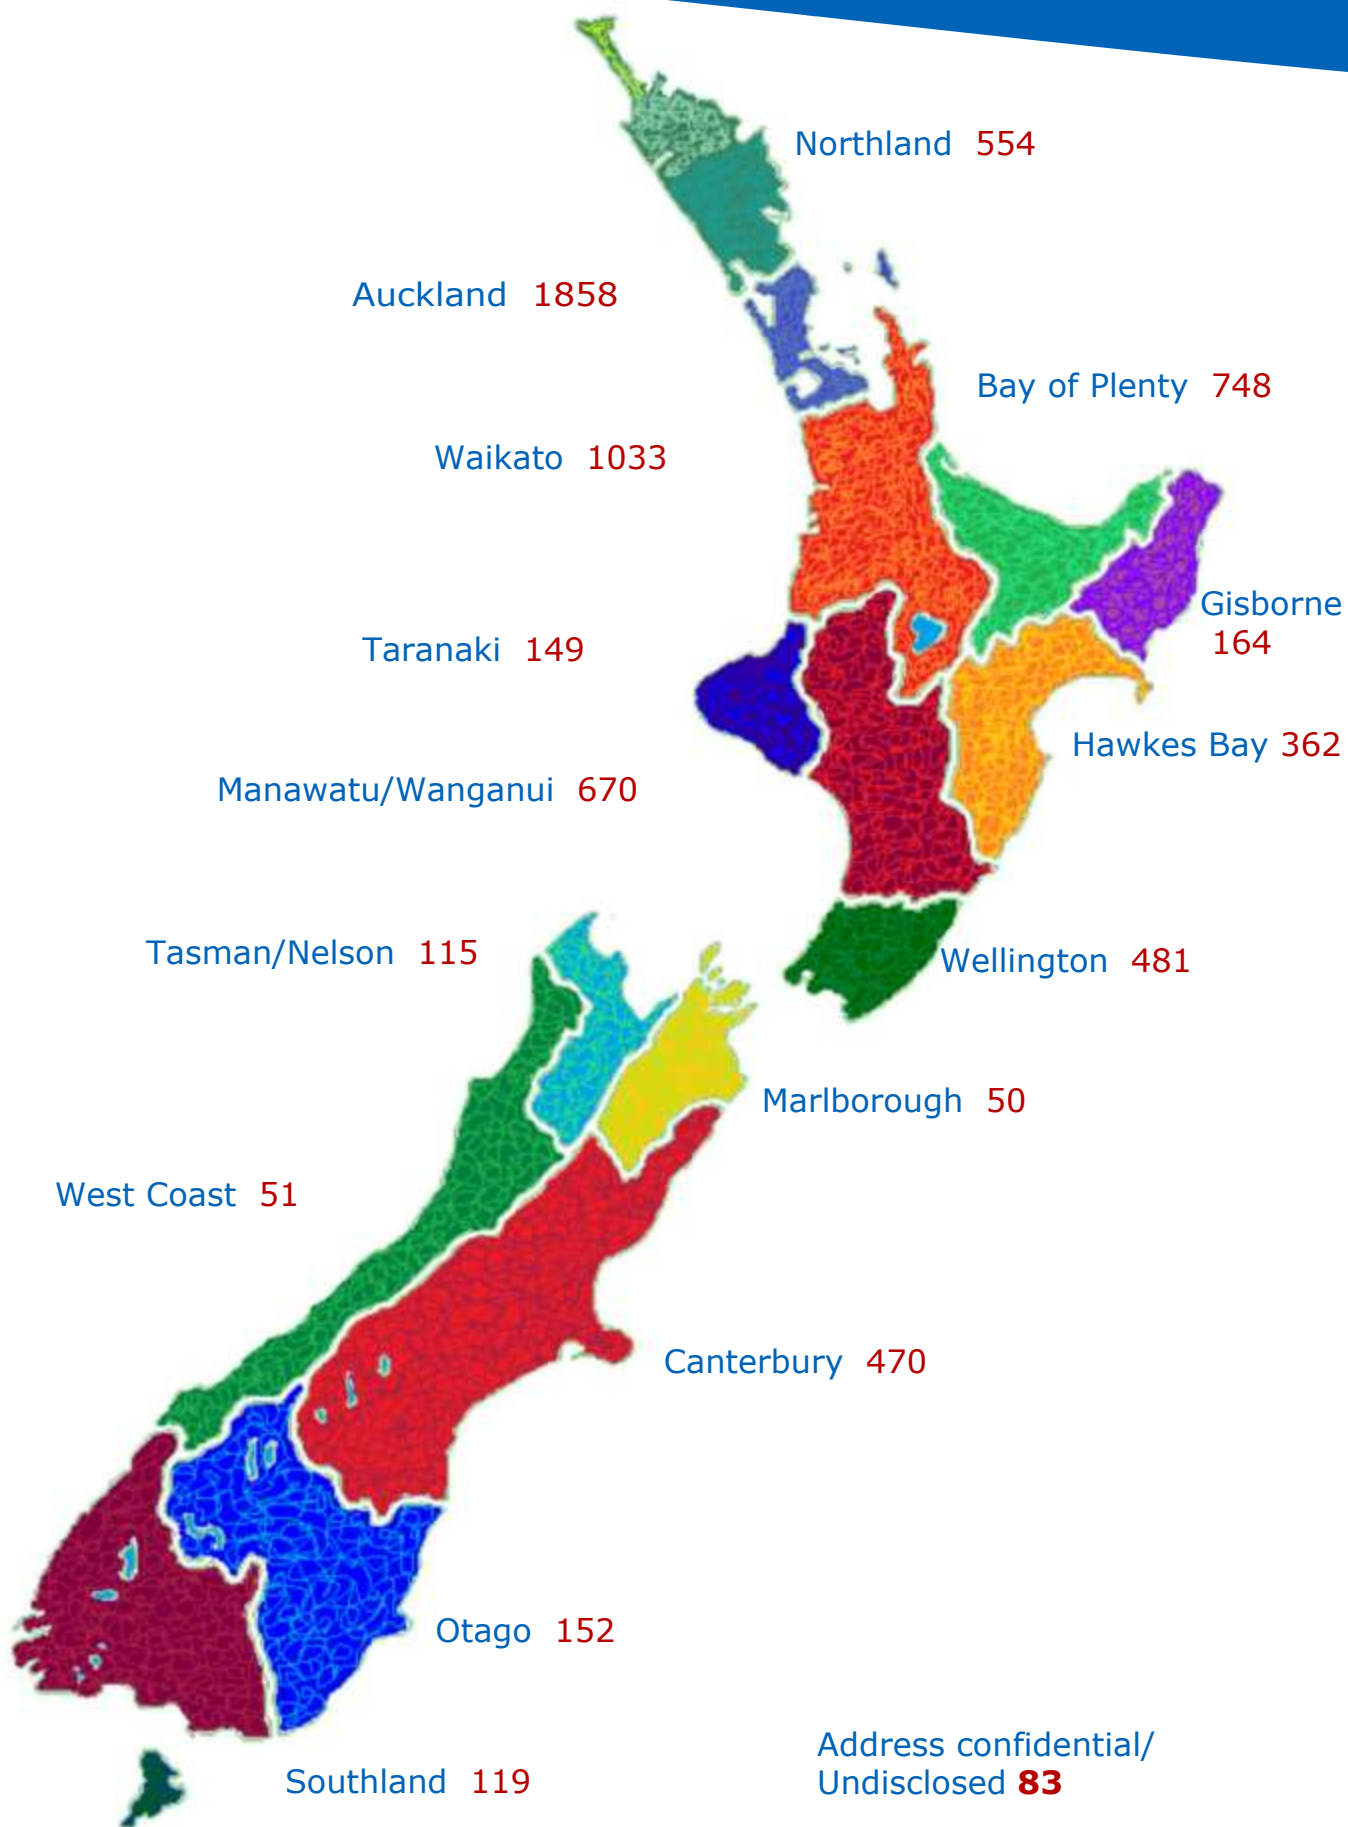 Northland 554
Auckland 1858
Bay of Plenty 748
Waikato 1033
Gisborne
164
Taranaki 149
Hawkes Bay 362
Manawatu/Wanganui 670
Tasman/Nelson 115
Wellington 481
Marlborough 50
West Coast 51
Canterbury 470
Otago 152
Address confidential/
Undisclosed 83
Southland 119